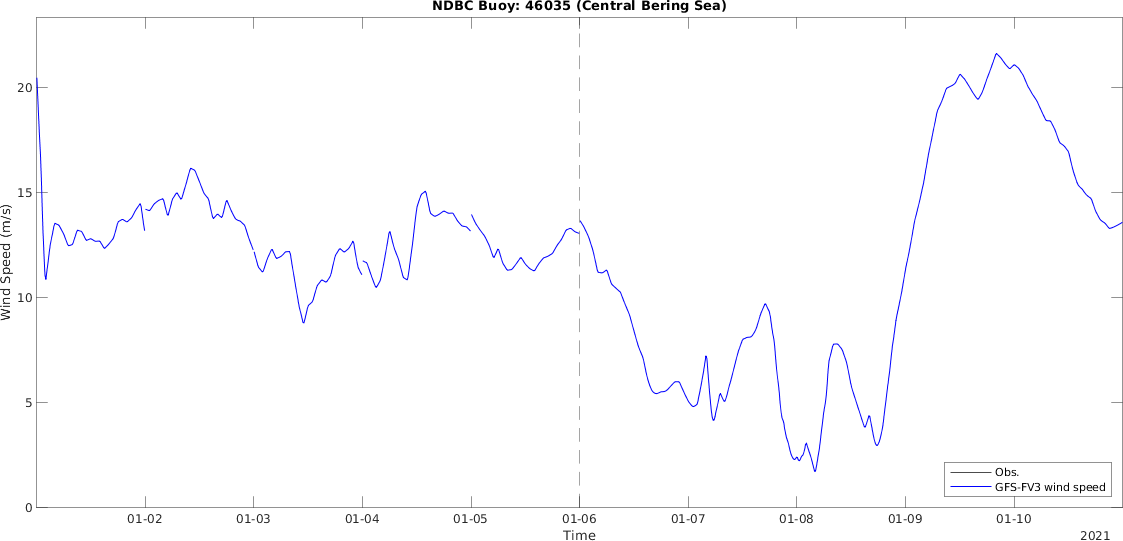 NDBC Buoy: 46035 (Central Bering Sea)
20
15
10
5
0
Wind Speed (m/s)
01-02 01-03 01-04 01-05 01-06 01-07 01-08 01-09 01-10
Time
2021
Obs.
GFS-FV3 wind speed